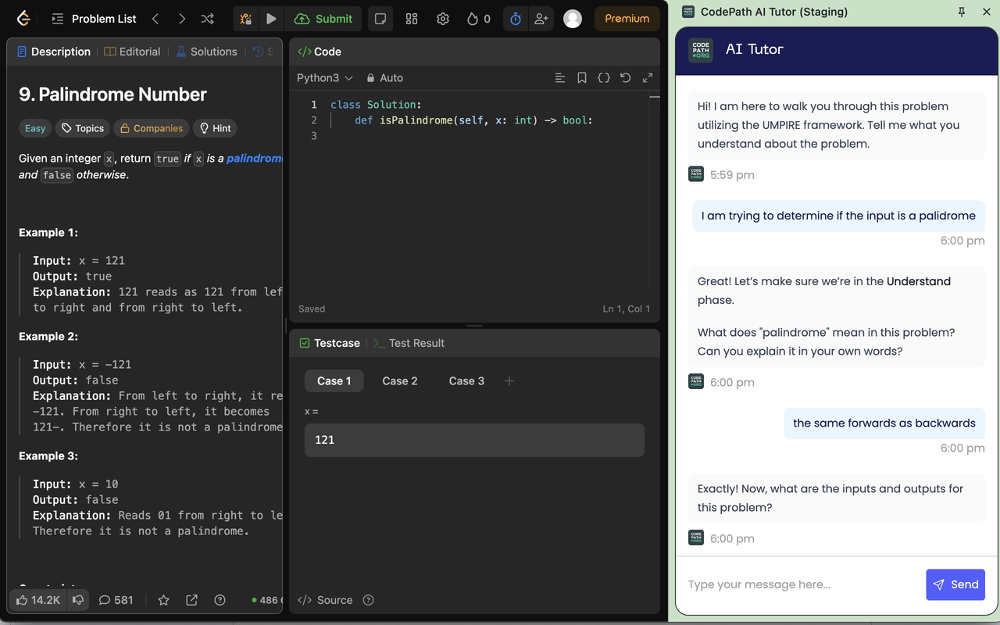 Problem List
Submit
0
Premium
Description
Editorial
Solutions
S
9. Palindrome Number
Easy
Topics
Companies
Hint
Given an integer x, return true if x is a palindrome
and false otherwise.
Example 1:
Input: x = 121
Output: true
Explanation: 121 reads as 121 from lef
to right and from right to left.
Example 2:
Input: x = -121
Output: false
Explanation: From left to right, it re
-121. From right to left, it becomes
121-. Therefore it is not a palindrome
Example 3:
Input: x = 10
Output: false
Explanation: Reads 01 from right to le
Therefore it is not a palindrome.
14.2K
581
486
</> Code
Python3
Auto
1 class Solution:
2 def isPalindrome(self, x: int) -> bool:
3
Saved
Ln 1, Col 1
Testcase
>_ Test Result
Case 1
Case 2
Case 3
+
x =
121
</> Source
CodePath AI Tutor (Staging)
CODE
PATH
*ORG
AI Tutor
Hi! I am here to walk you through this problem
utilizing the UMPIRE framework. Tell me what you
understand about the problem.
5:59 pm
I am trying to determine if the input is a palidrome
6:00 pm
Great! Let's make sure we're in the Understand
phase.
What does "palindrome" mean in this problem?
Can you explain it in your own words?
6:00 pm
the same forwards as backwards
6:00 pm
Exactly! Now, what are the inputs and outputs for
this problem?
6:00 pm
Type your message here...
Send